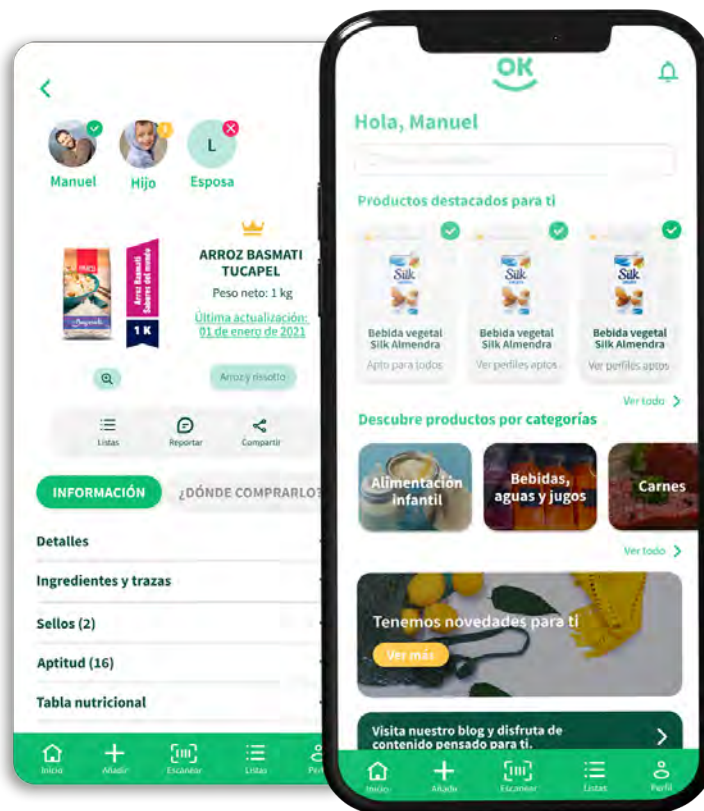 Manuel
Hijo
L
Esposa
ARROZ BASMATI
TUCAPEL
Peso neto: 1 kg
Última actualización:
01 de enero de 2021
Arroz Basmati
Sabores del mundo
1 K
Arroz y rissotto
Listas
Reportar
Compartir
INFORMACIÓN
¿DÓNDE COMPRARLO?
Detalles
Ingredientes y trazas
Sellos (2)
Aptitud (16)
Tabla nutricional
Inicio
Añadir
Escanear
Listas
OK
Hola, Manuel
Productos destacados para ti
Silk
Silk
Silk
Bebida vegetal
Silk Almendra
Apto para todos
Bebida vegetal
Silk Almendra
Ver perfiles aptos
Bebida vegetal
Silk Almendra
Ver perfiles aptos
Ver todo
Descubre productos por categorías
Alimentación
infantil
Bebidas,
aguas y jugos
Carnes
Ver todo
Tenemos novedades para ti
Ver más
Visita nuestro blog y disfruta de
contenido pensado para ti.
Inicio
Añadir
Escanear
Listas
Perfil